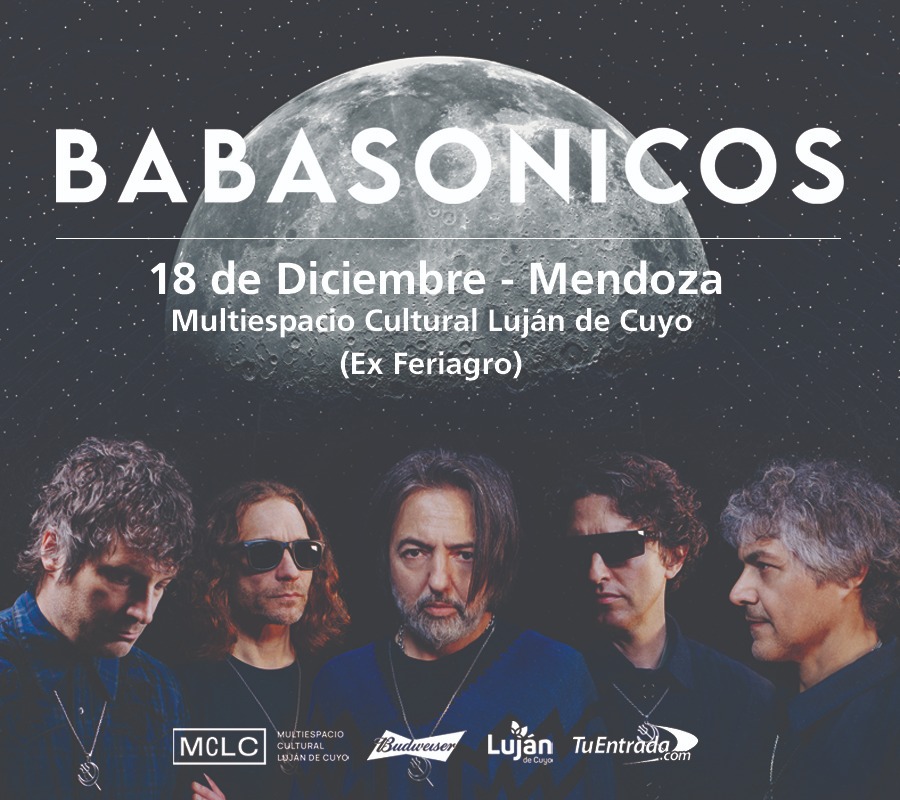 BABASONICOS
18 de Diciembre - Mendoza
Multiespacio Cultural Luján de Cuyo
(Ex Feriagro)
MCLC
MULTIESPACIO
CULTURAL
LUJÁN DE CUYO
Budweiser
Luján
de Cuyo
TuEntrada
.com